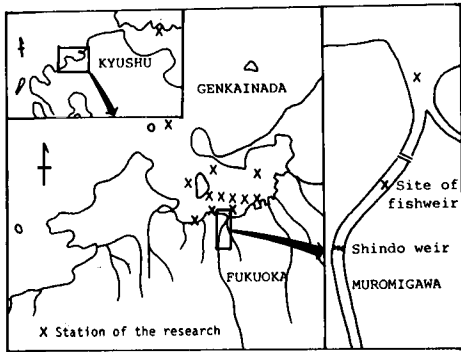 KYUSHU
GENKAINADA
FUKUOKA
X Station of the research
Site of
fishweir
Shindo weir
MUROMIGAWA